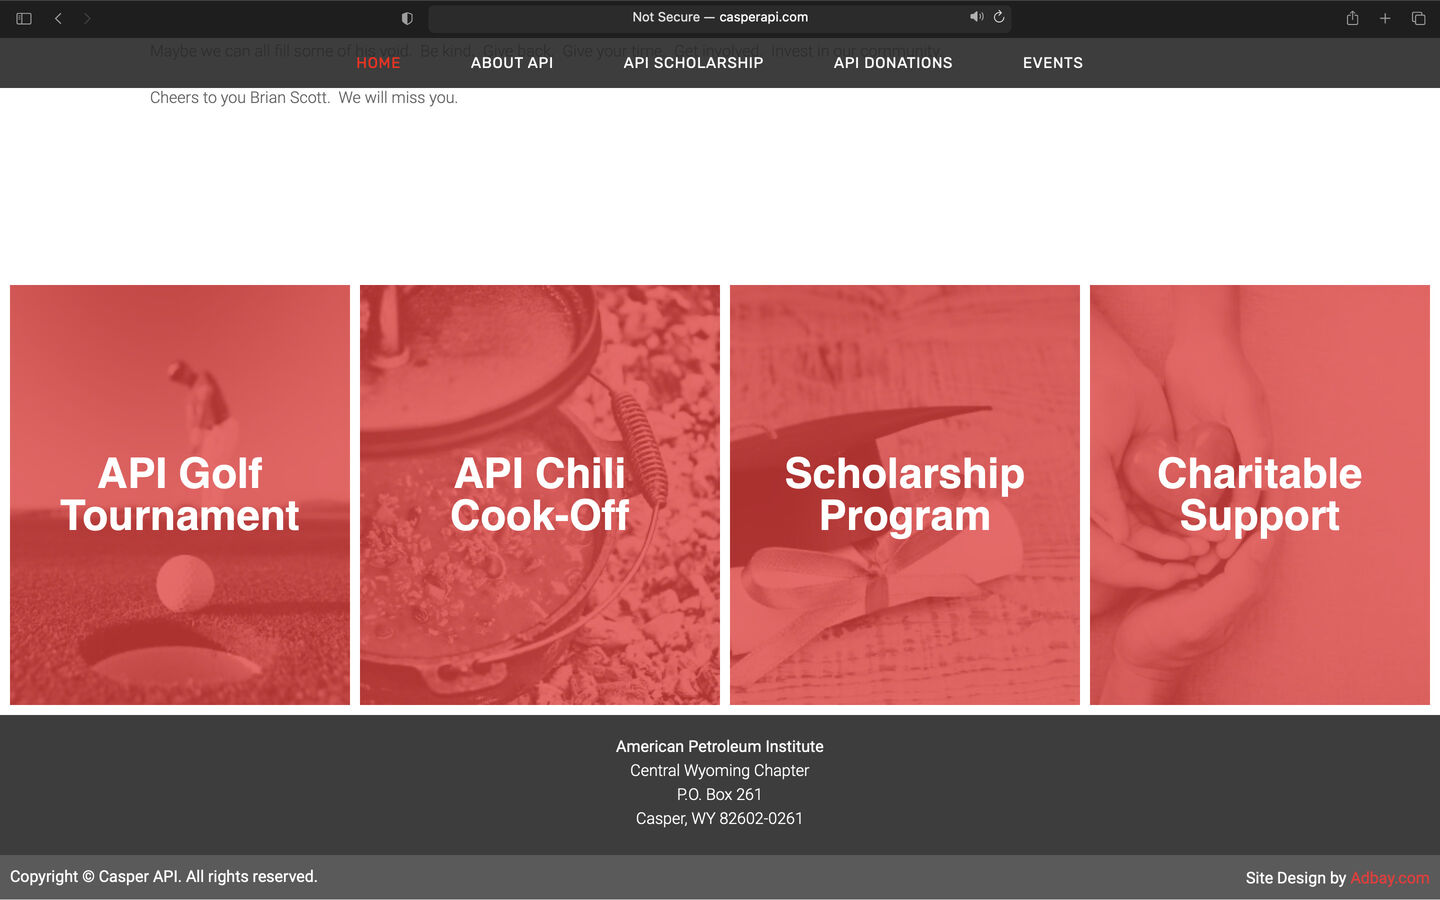 Not Secure — casperapi.com
Maybe we can all fill some of his void.  Be kind.  Give back.  Give your time.  Get involved.  Invest in our community.
HOME
ABOUT API
API SCHOLARSHIP
API DONATIONS
EVENTS
Cheers to you Brian Scott.  We will miss you.
API Golf
Tournament
API Chili
Cook-Off
Scholarship
Program
Charitable
Support
American Petroleum Institute
Central Wyoming Chapter
P.O. Box 261
Casper, WY 82602-0261
Copyright © Casper API. All rights reserved.
Site Design by Adbay.com